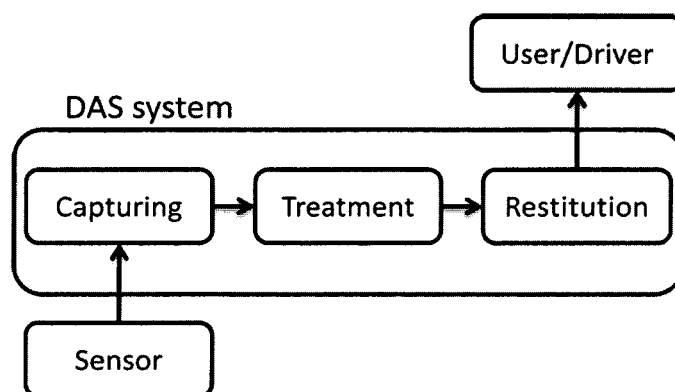 User/Driver
DAS system
Capturing
Treatment
Restitution
Sensor